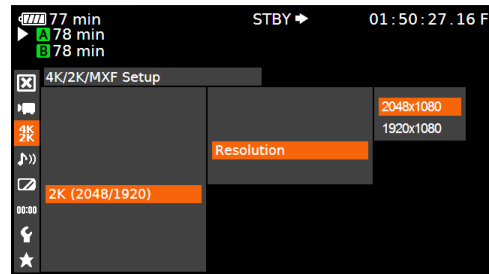 77 min STBY 01:50:27.16 F
A 78 min
B 78 min
4K/2K/MXF Setup
2048x1080
4K
2K
1920x1080
Resolution
2K (2048/1920)
00:00